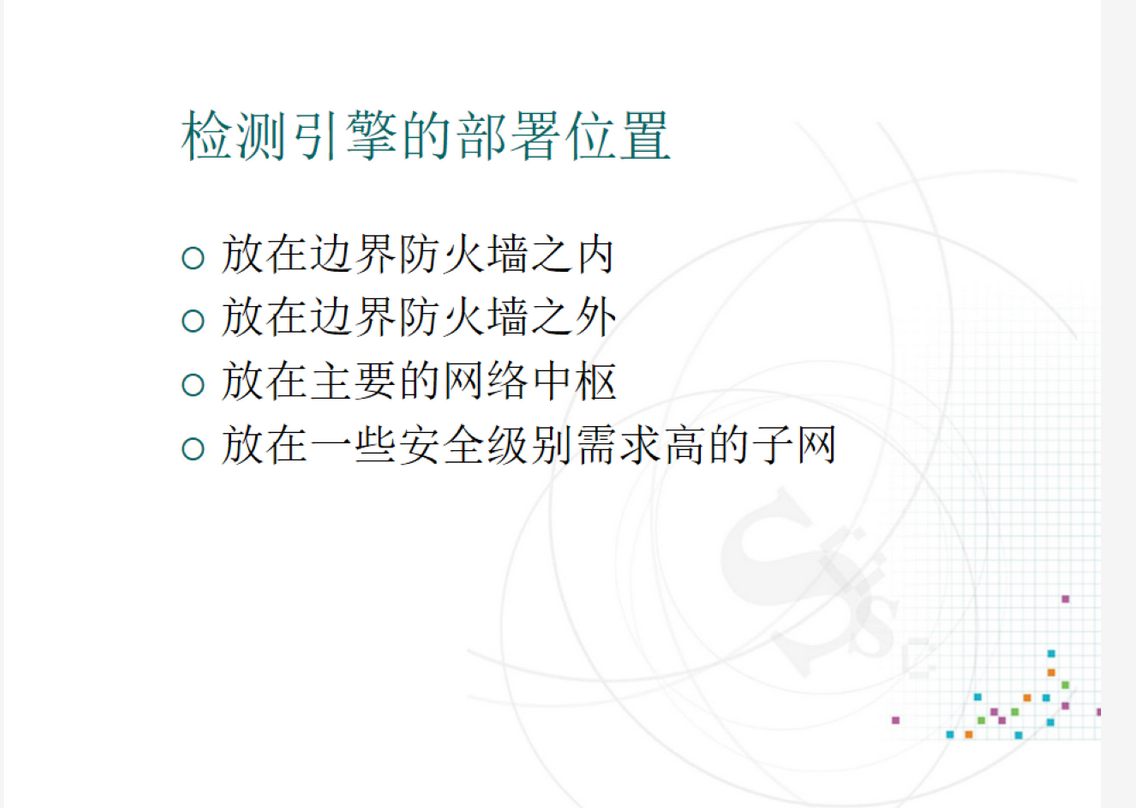 检测引擎的部署位置
放在边界防火墙之内
放在边界防火墙之外
放在主要的网络中枢
放在一些安全级别需求高的子网